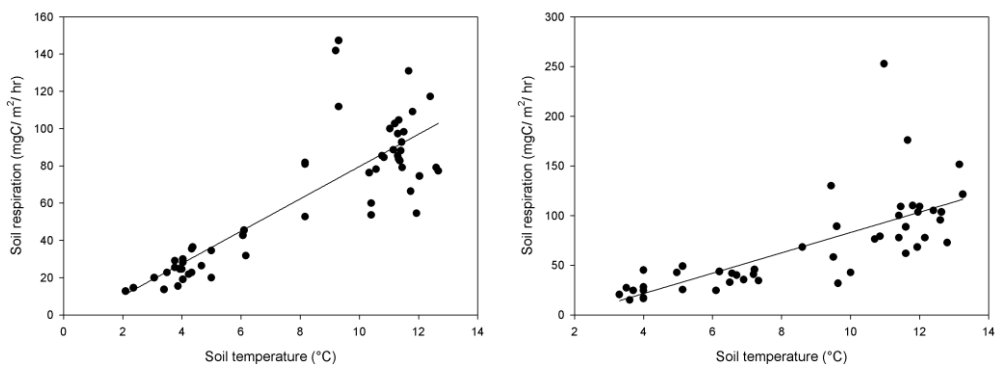 160
140
120
100
80
60
40
20
0
Soil respiration (mgC/ m²/ hr)
0 2 4 6 8 10 12 14
Soil temperature (°C)
300
250
200
150
100
50
0
Soil respiration (mgC/ m²/ hr)
2 4 6 8 10 12 14
Soil temperature (°C)